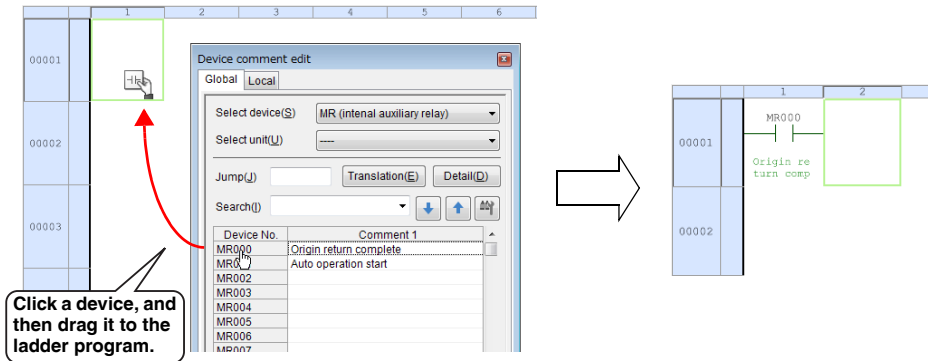 1 2 3 4 5 6
00001
00002
00003
Device comment edit
Global Local
Select device(S) MR (intenal auxiliary relay)
Select unit(U) ----
Jump(J) Translation(E) Detail(D)
Search(I)
Device No. Comment 1
MR000 Origin return complete
MR0 Auto operation start
MR002
MR003
MR004
MR005
MR006
MR007
Click a device, and
then drag it to the
ladder program.
1 2
00001
MR000
Origin re
turn comp
00002